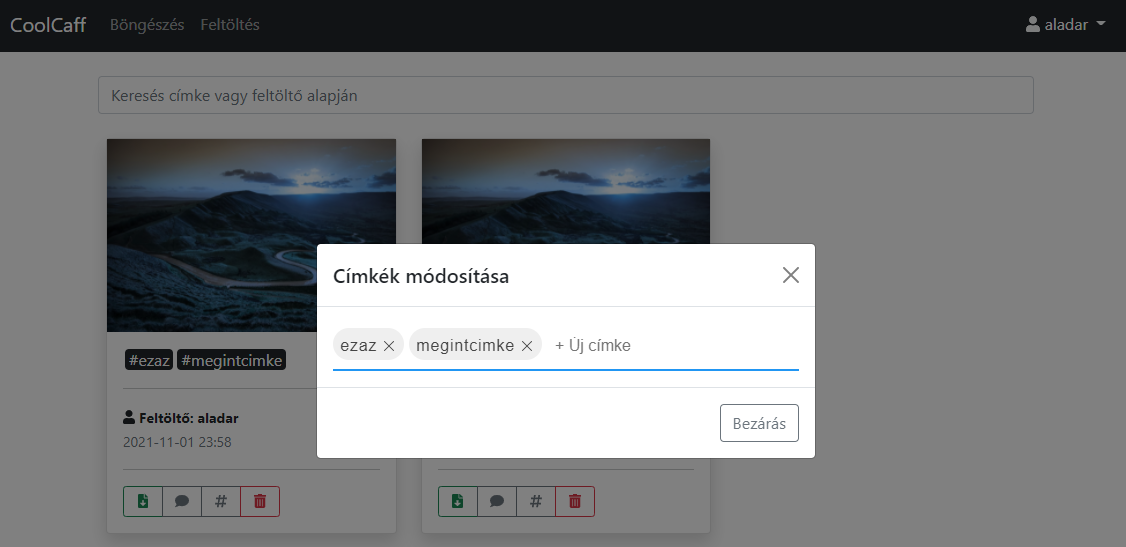 CoolCaff Böngészés Feltöltés aladar
Keresés címke vagy feltöltő alapján
Címkék módosítása
ezaz megintcimke + Új címke
Bezárás
#ezaz #megintcimke
Feltöltő: aladar
2021-11-01 23:58